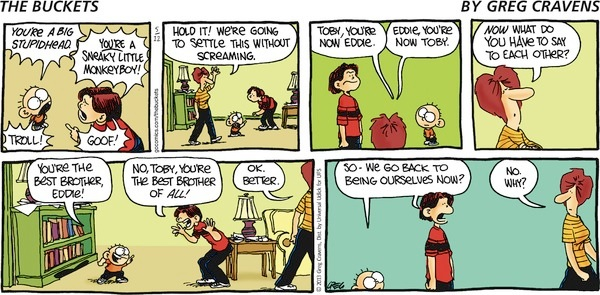 THE BUCKETS
BY GREG CRAVENS
YOU'RE A BIG
STUPIDHEAD.
YOU'RE A
SNEAKY LITTLE
MONKEYBOY!
TROLL!
GOOF!
5/12
gocomics.com/thebuckets
HOLD IT! WE'RE GOING
TO SETTLE THIS WITHOUT
SCREAMING.
TOBY, YOU'RE
NOW EDDIE.
EDDIE, YOU'RE
NOW TOBY.
NOW WHAT DO
YOU HAVE TO SAY
TO EACH OTHER?
YOU'RE THE
BEST BROTHER,
EDDIE!
NO, TOBY, YOU'RE
THE BEST BROTHER
OF ALL!
OK.
BETTER.
© 2013 Greg Cravens, Dist. by Universal Uclick for UFS
SO - WE GO BACK TO
BEING OURSELVES NOW?
NO.
WHY?